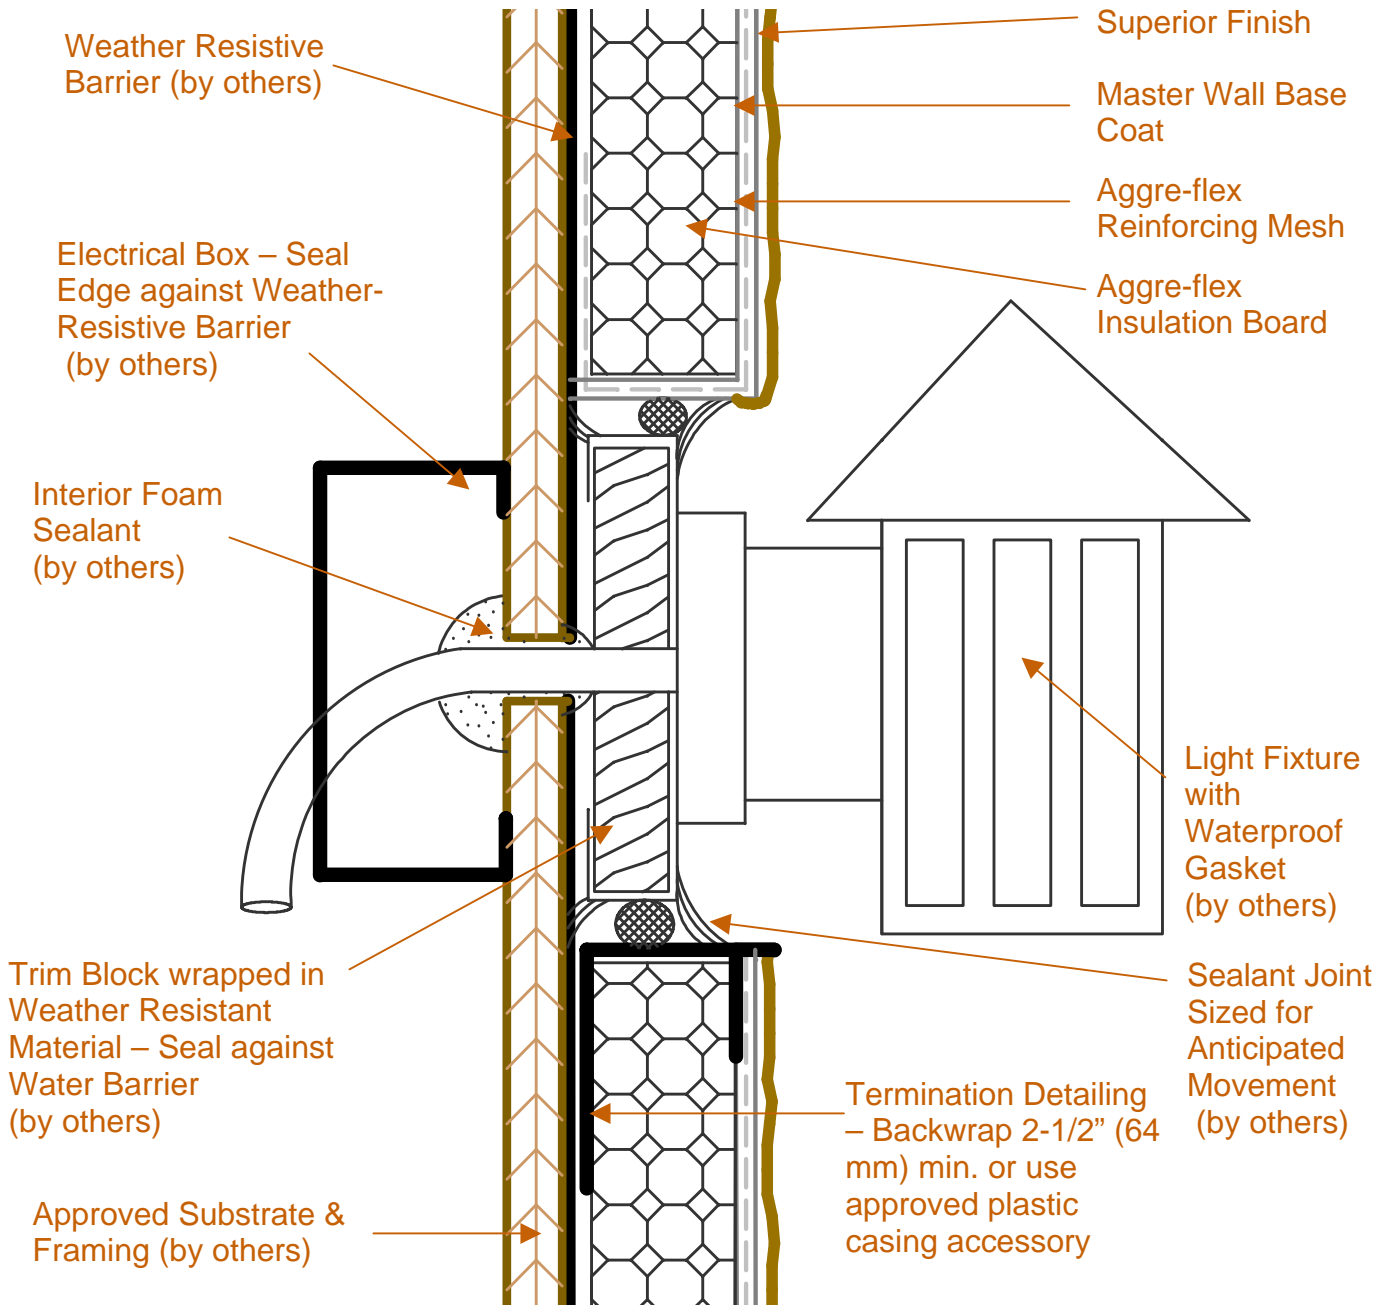 Weather Resistive
Barrier (by others)
Superior Finish
Master Wall Base
Coat
Aggre-flex
Reinforcing Mesh
Aggre-flex
Insulation Board
Electrical Box – Seal
Edge against Weather-
Resistive Barrier
(by others)
Interior Foam
Sealant
(by others)
Light Fixture
with
Waterproof
Gasket
(by others)
Trim Block wrapped in
Weather Resistant
Material – Seal against
Water Barrier
(by others)
Sealant Joint
Sized for
Anticipated
Movement
(by others)
Termination Detailing
– Backwrap 2-1/2” (64
mm) min. or use
approved plastic
casing accessory
Approved Substrate &
Framing (by others)